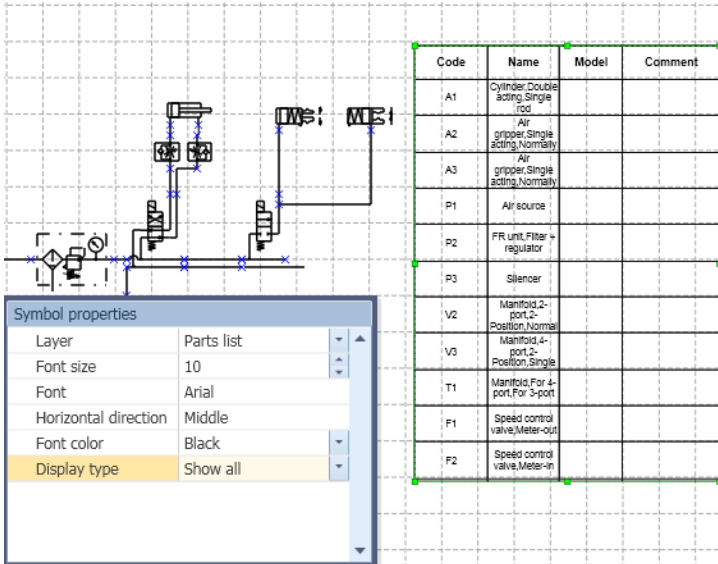 Code Name Model Comment
A1 Cylinder,Double
acting,Single
rod
A2 Air
gripper,Single
acting,Normally
A3 Air
gripper,Single
acting,Normally
P1 Air source
P2 FR unit,Filter +
regulator
P3 Silencer
V2 Manifold,2-
port,2-
Position,Normal
V3 Manifold,4-
port,2-
Position,Single
T1 Manifold,For 4-
port,For 3-port
F1 Speed control
valve,Meter-out
F2 Speed control
valve,Meter-in
Symbol properties
Layer Parts list
Font size 10
Font Arial
Horizontal direction Middle
Font color Black
Display type Show all